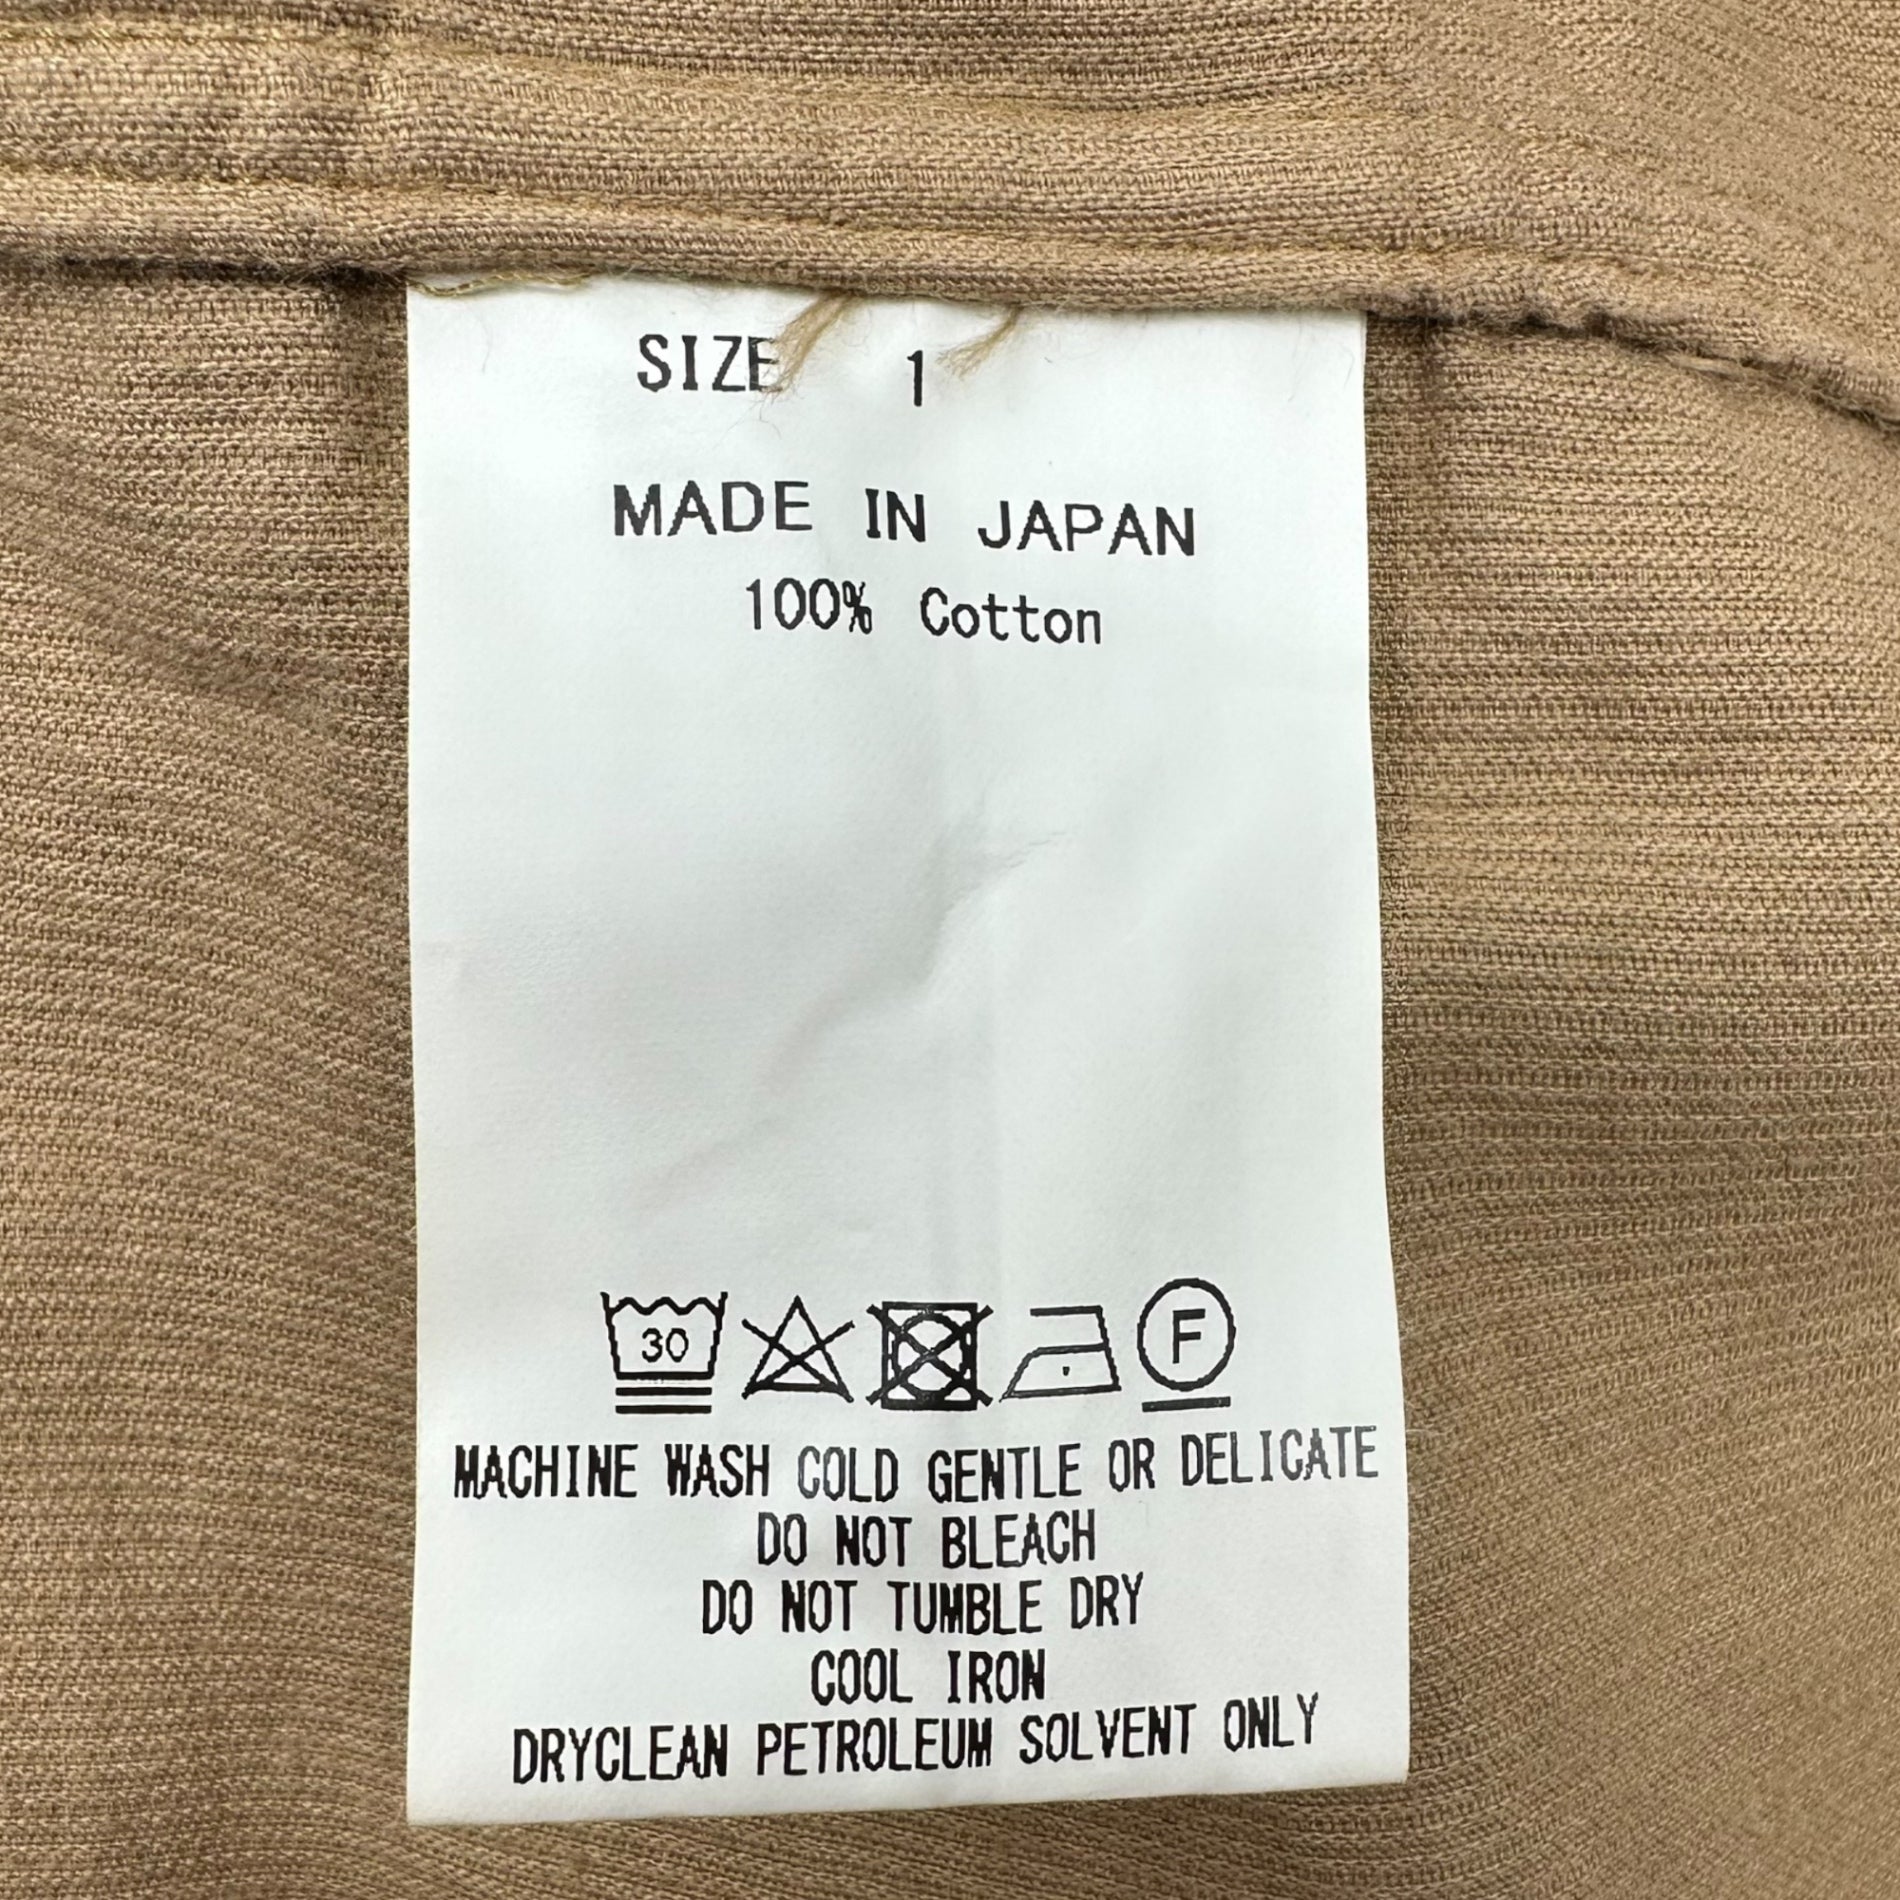 SIZE 1
MADE IN JAPAN
100% Cotton
30 F
MACHINE WASH COLD GENTLE OR DELICATE
DO NOT BLEACH
DO NOT TUMBLE DRY
COOL IRON
DRYCLEAN PETROLEUM SOLVENT ONLY